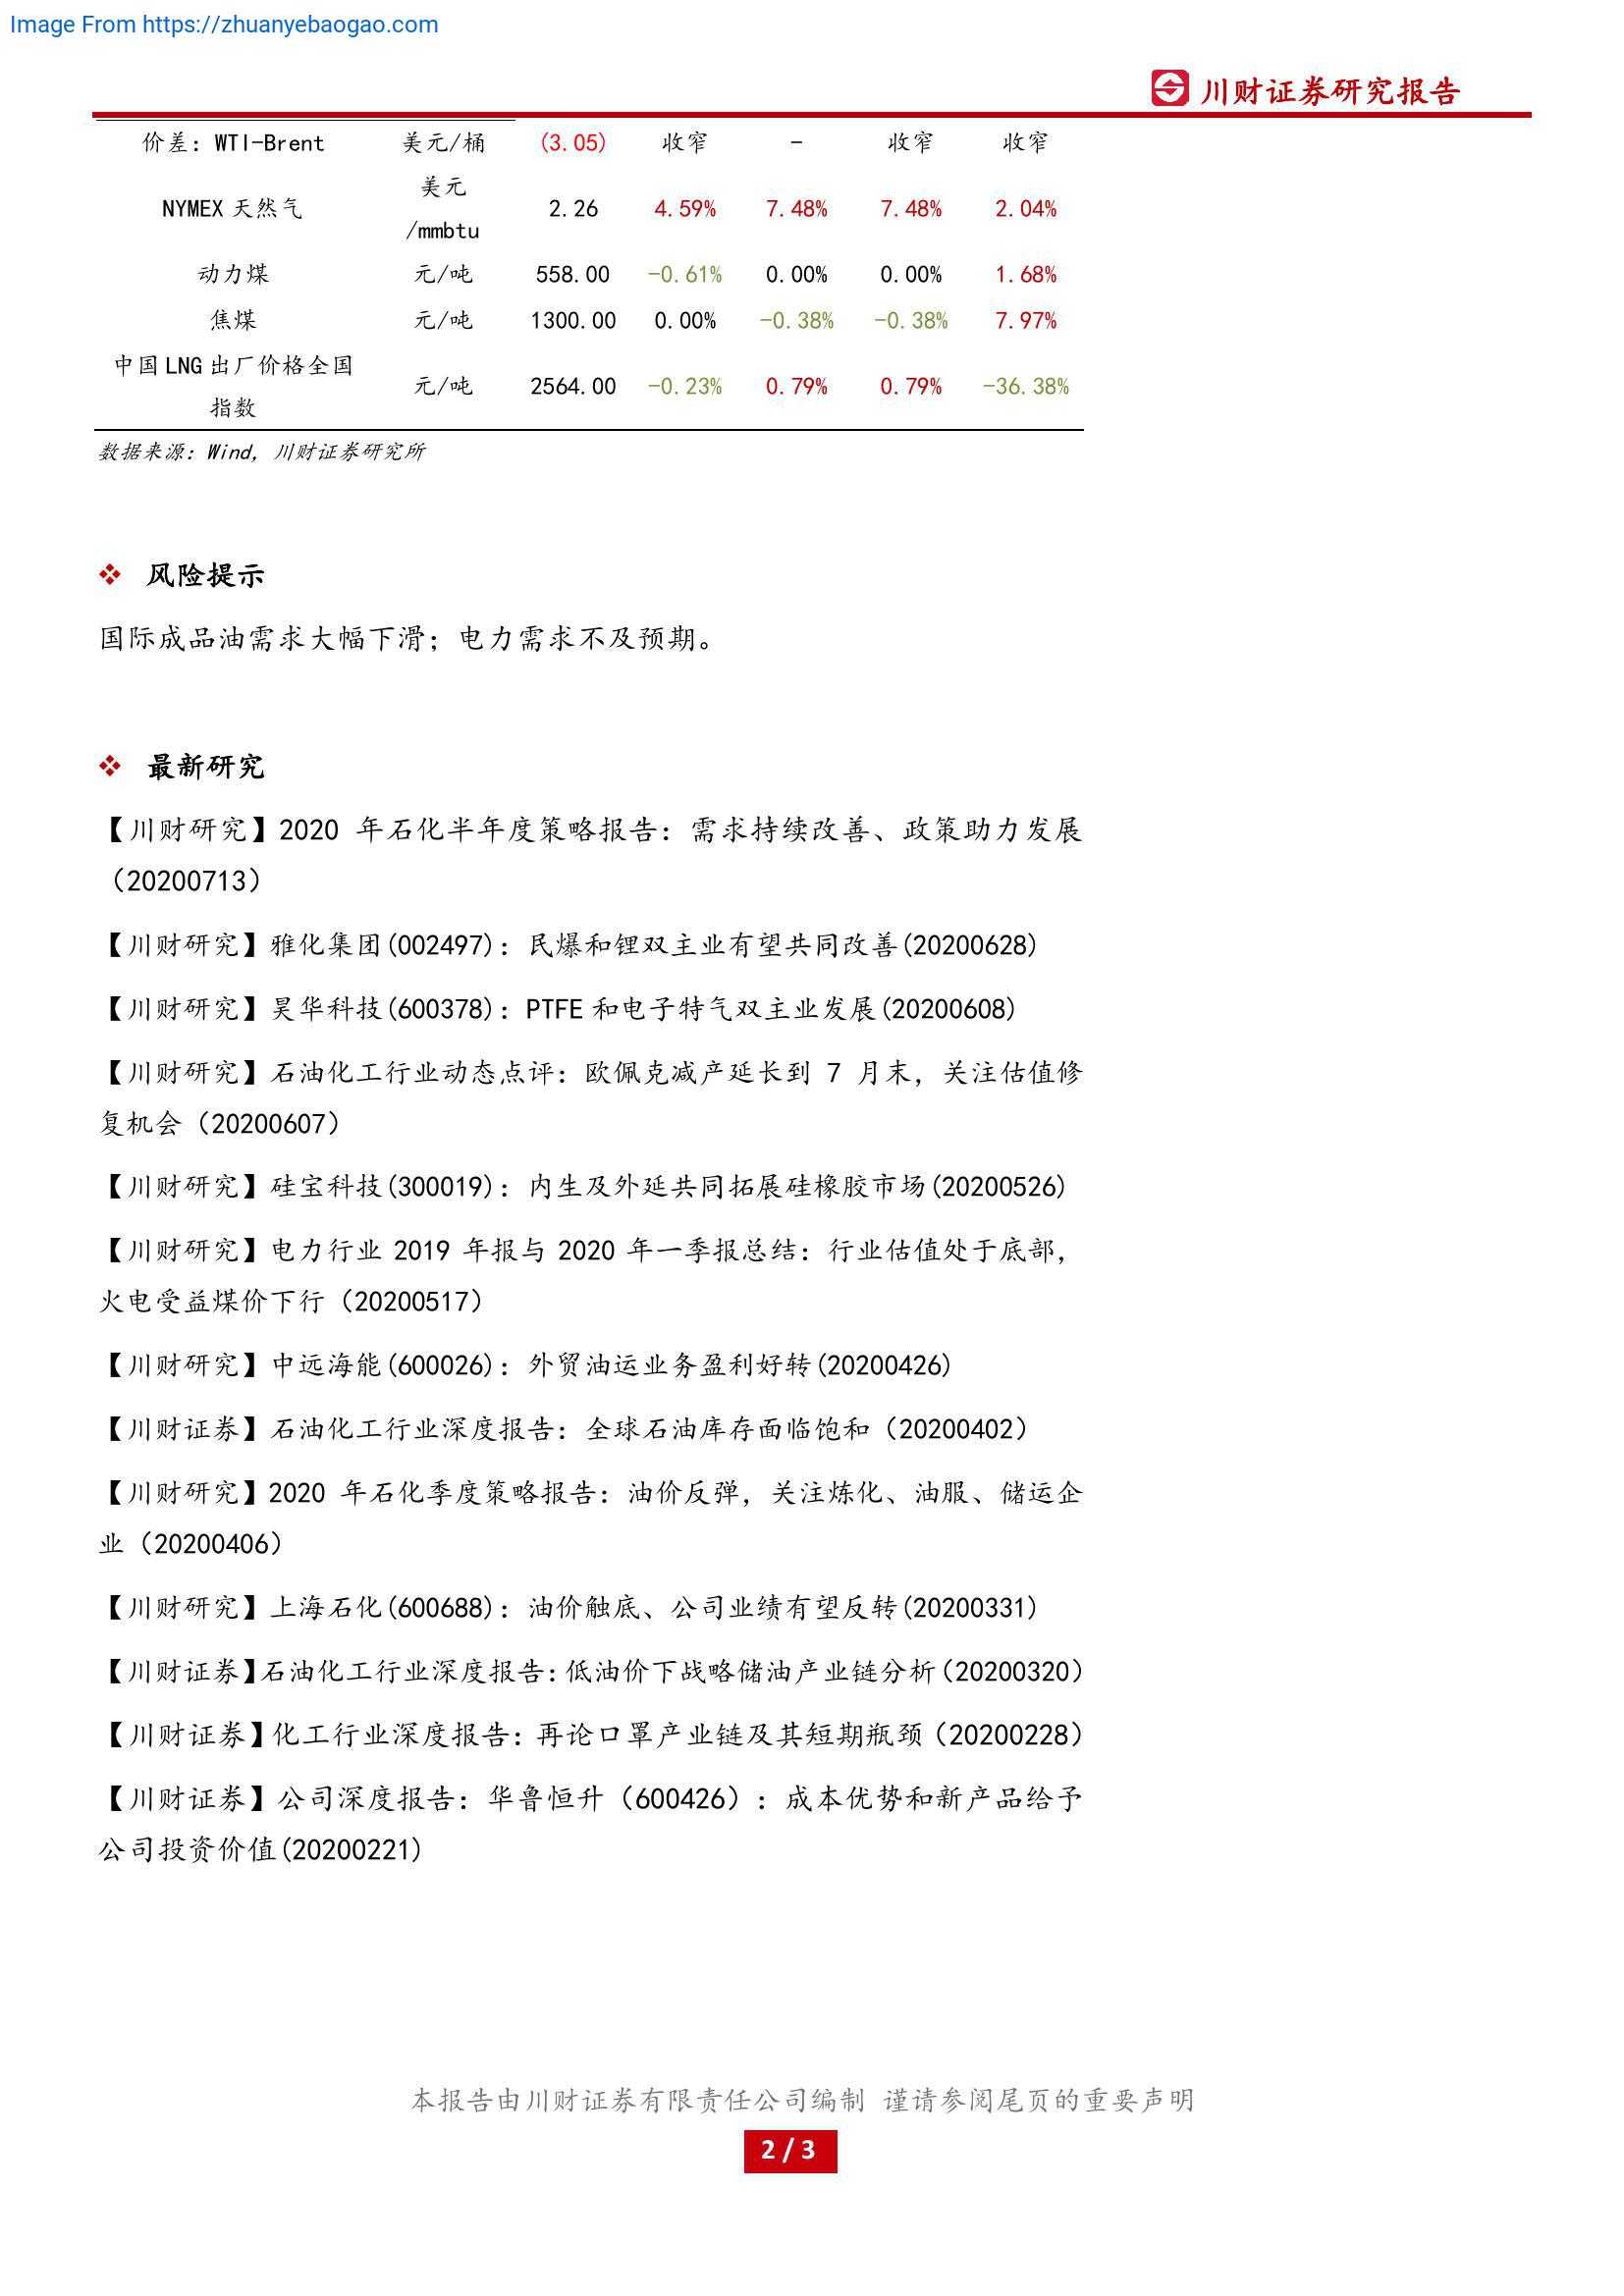 Image From https://zhuanyebaogao.com
川财证券研究报告
价差：WTI-Brent 美元/桶 (3.05) 收窄 - 收窄 收窄
NYMEX 天然气 美元/mmbtu 2.26 4.59% 7.48% 7.48% 2.04%
动力煤 元/吨 558.00 -0.61% 0.00% 0.00% 1.68%
焦煤 元/吨 1300.00 0.00% -0.38% -0.38% 7.97%
中国 LNG 出厂价格全国指数 元/吨 2564.00 -0.23% 0.79% 0.79% -36.38%
数据来源：Wind，川财证券研究所
❖ 风险提示
国际成品油需求大幅下滑；电力需求不及预期。
❖ 最新研究
【川财研究】2020 年石化半年度策略报告：需求持续改善、政策助力发展
（20200713）
【川财研究】雅化集团(002497)：民爆和锂双主业有望共同改善(20200628)
【川财研究】昊华科技(600378)：PTFE 和电子特气双主业发展(20200608)
【川财研究】石油化工行业动态点评：欧佩克减产延长到 7 月末，关注估值修
复机会（20200607）
【川财研究】硅宝科技(300019)：内生及外延共同拓展硅橡胶市场(20200526)
【川财研究】电力行业 2019 年报与 2020 年一季报总结：行业估值处于底部，
火电受益煤价下行（20200517）
【川财研究】中远海能(600026)：外贸油运业务盈利好转(20200426)
【川财证券】石油化工行业深度报告：全球石油库存面临饱和（20200402）
【川财研究】2020 年石化季度策略报告：油价反弹，关注炼化、油服、储运企
业（20200406）
【川财研究】上海石化(600688)：油价触底、公司业绩有望反转(20200331)
【川财证券】石油化工行业深度报告：低油价下战略储油产业链分析（20200320）
【川财证券】化工行业深度报告：再论口罩产业链及其短期瓶颈（20200228）
【川财证券】公司深度报告：华鲁恒升（600426）：成本优势和新产品给予
公司投资价值(20200221)
本报告由川财证券有限责任公司编制 谨请参阅尾页的重要声明
2 / 3